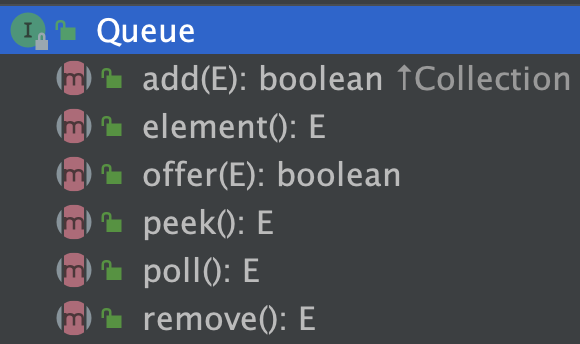 I Queue
m add(E): boolean ↑Collection
m element(): E
m offer(E): boolean
m peek(): E
m poll(): E
m remove(): E